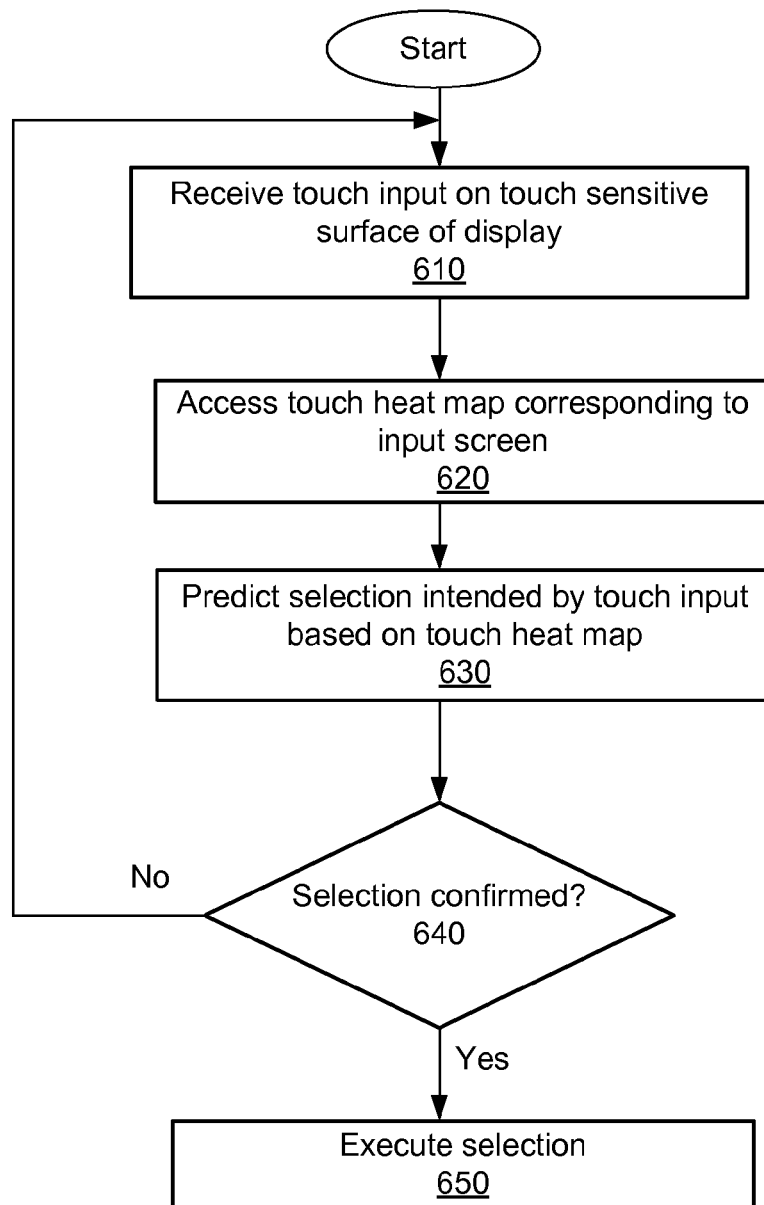 Start
Receive touch input on touch sensitive
surface of display
610
Access touch heat map corresponding to
input screen
620
Predict selection intended by touch input
based on touch heat map
630
No
Selection confirmed?
640
Yes
Execute selection
650